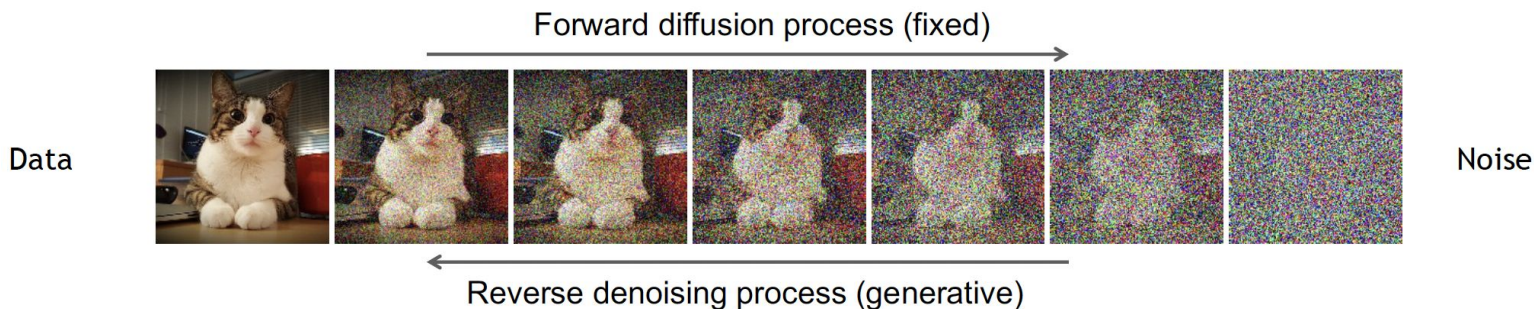 Forward diffusion process (fixed)
Data
Noise
Reverse denoising process (generative)